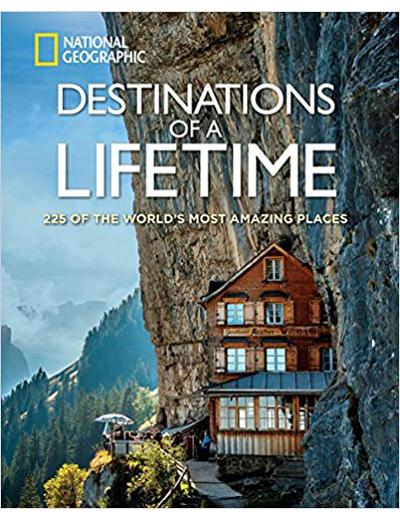 NATIONAL
GEOGRAPHIC
DESTINATIONS
OF A
LIFETIME
225 OF THE WORLD'S MOST AMAZING PLACES